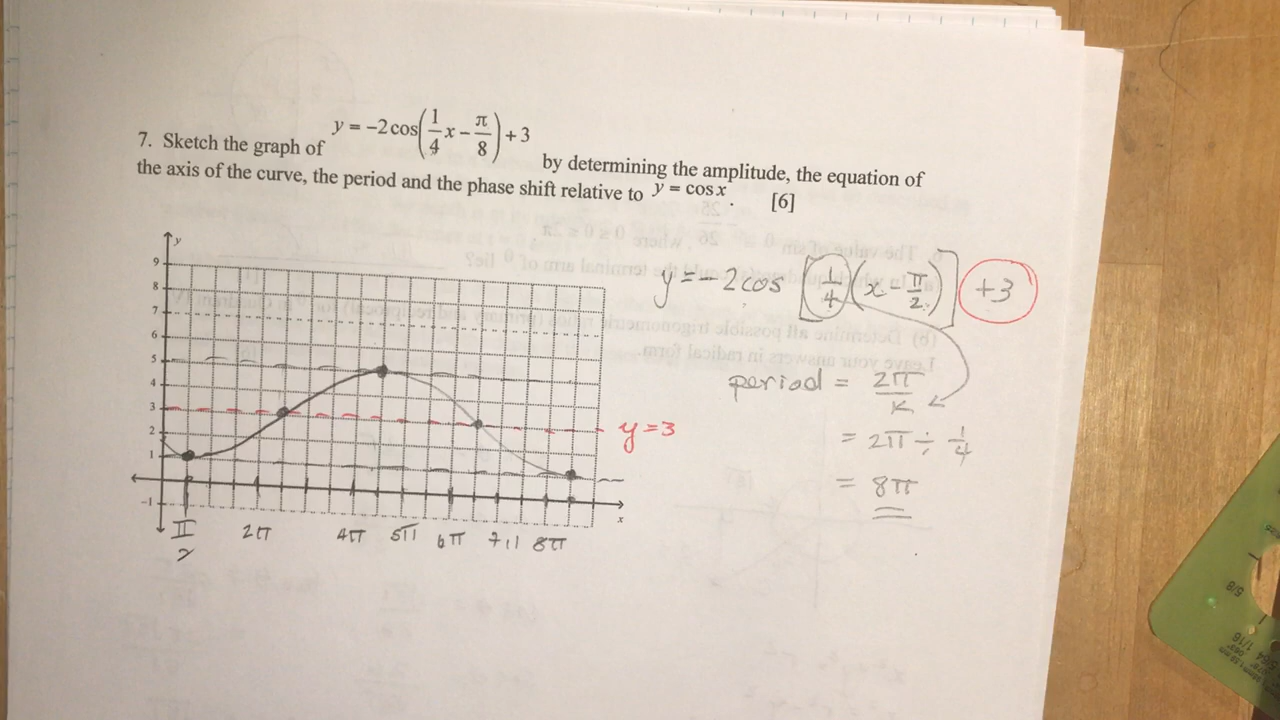 y = −2cos(1/4 x − π/8) + 3
7. Sketch the graph of by determining the amplitude, the equation of
the axis of the curve, the period and the phase shift relative to y = cos x. [6]
y = -2cos [1/4 (x - π/2)] +3
period = 2π/k
= 2π ÷ 1/4
= 8π
y
9
8
7
6
5
4
3
2
1
-1
y=3
x
π/2 2π 4π 5π 6π 7π 8π